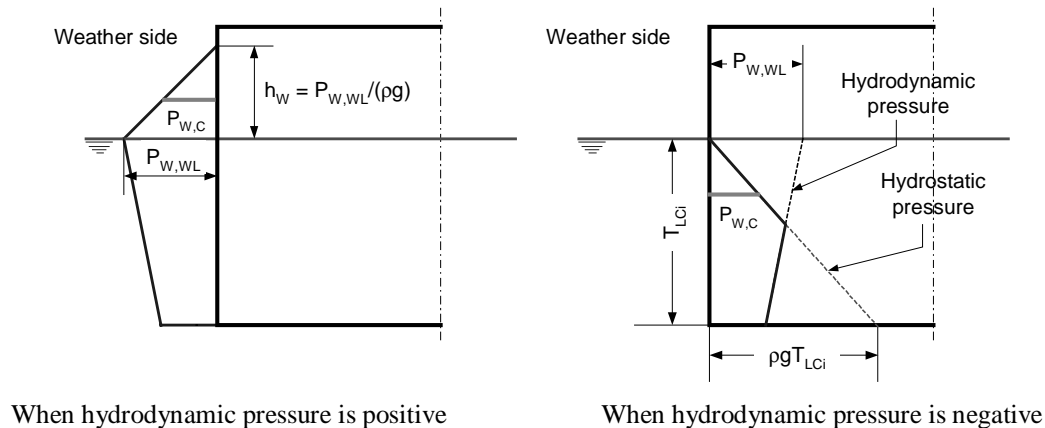 Weather side
h_W = P_W,WL/(ρg)
P_W,C
P_W,WL
When hydrodynamic pressure is positive
Weather side
P_W,WL
Hydrodynamic
pressure
Hydrostatic
pressure
P_W,C
T_LCi
ρgT_LCi
When hydrodynamic pressure is negative